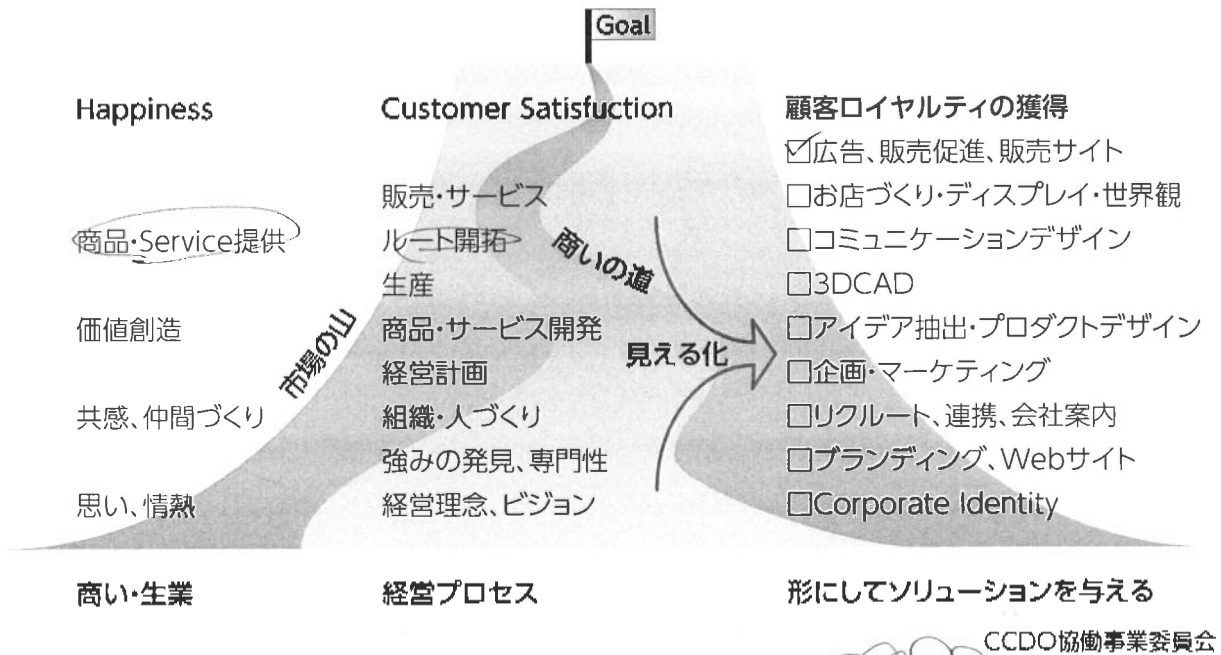 Goal
Happiness
Customer Satisfuction
顧客ロイヤルティの獲得
広告、販売促進、販売サイト
販売・サービス
お店づくり・ディスプレイ・世界観
商品・Service提供
ルート開拓
コミュニケーションデザイン
商いの道
生産
3DCAD
価値創造
市場の山
商品・サービス開発
見える化
アイデア抽出・プロダクトデザイン
経営計画
企画・マーケティング
共感、仲間づくり
組織・人づくり
リクルート、連携、会社案内
強みの発見、専門性
ブランディング、Webサイト
思い、情熱
経営理念、ビジョン
Corporate Identity
商い・生業
経営プロセス
形にしてソリューションを与える
CCDO協働事業委員会